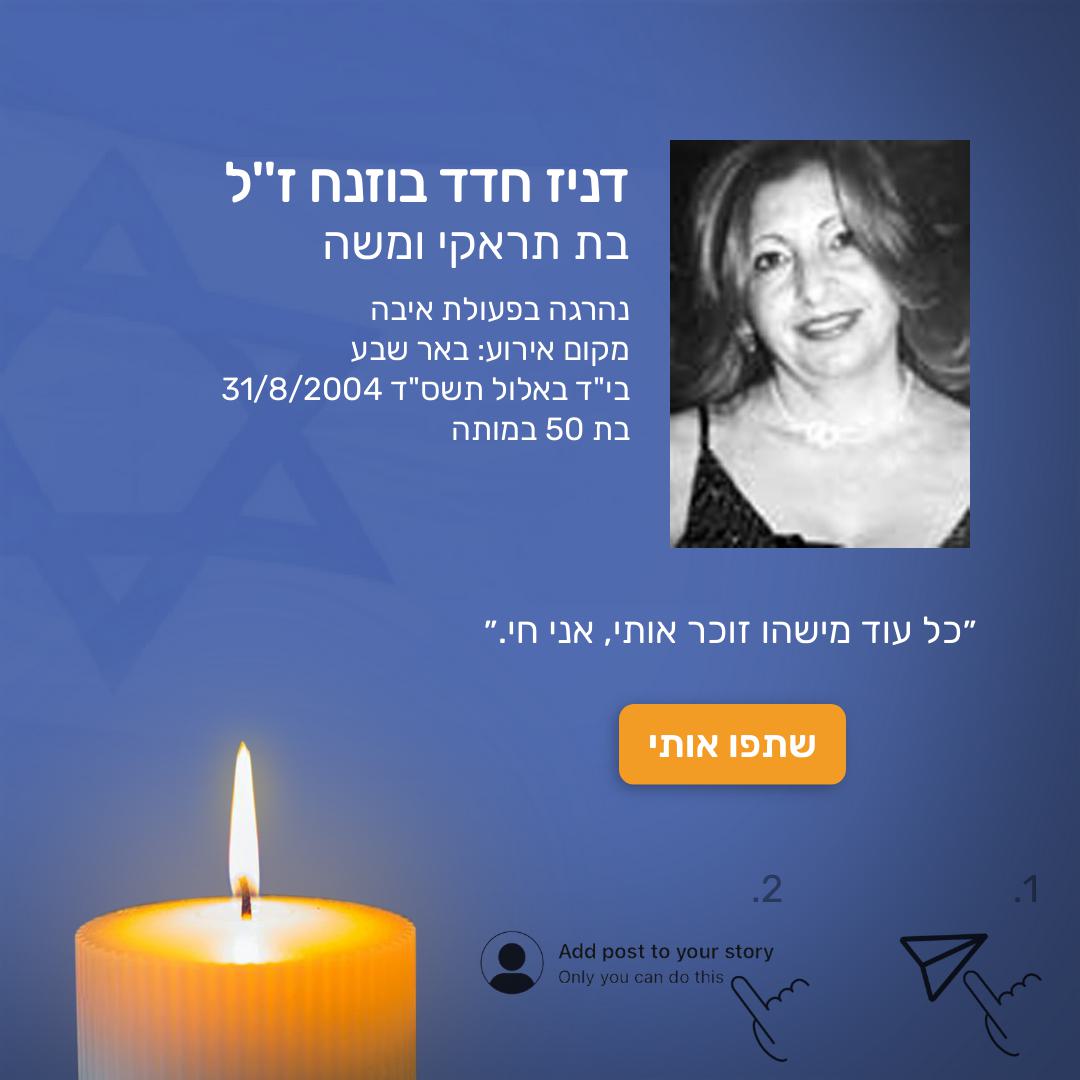 דניז חדד בוזנח ז"ל
בת תראקי ומשה
נהרגה בפעולת איבה
מקום אירוע: באר שבע
בי"ד באלול תשס"ד 31/8/2004
בת 50 במותה
״כל עוד מישהו זוכר אותי, אני חי.״
שתפו אותי
1.
2.
Add post to your story
Only you can do this